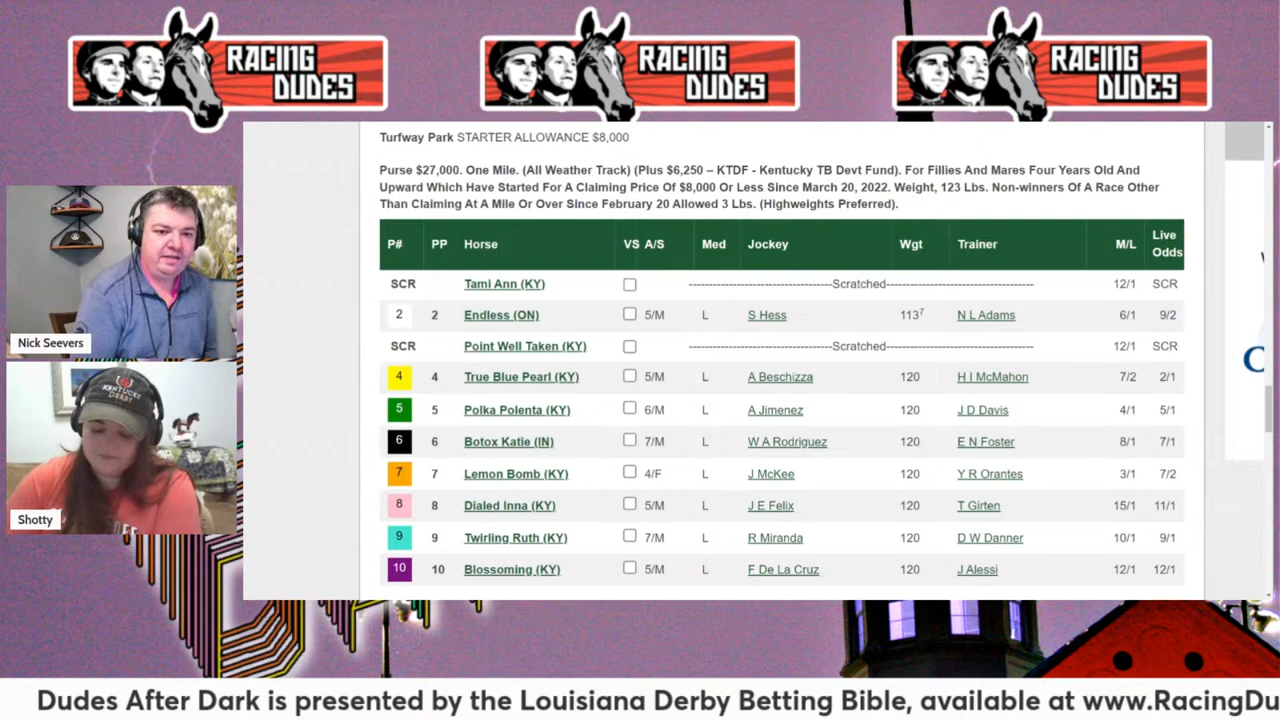 RACING DUDES
RACING DUDES
RACING DUDES
Turfway Park STARTER ALLOWANCE $8,000
Purse $27,000. One Mile. (All Weather Track) (Plus $6,250 – KTDF - Kentucky TB Devt Fund). For Fillies And Mares Four Years Old And
Upward Which Have Started For A Claiming Price Of $8,000 Or Less Since March 20, 2022. Weight, 123 Lbs. Non-winners Of A Race Other
Than Claiming At A Mile Or Over Since February 20 Allowed 3 Lbs. (Highweights Preferred).
P# PP Horse VS A/S Med Jockey Wgt Trainer M/L Live Odds
SCR Tami Ann (KY) Scratched 12/1 SCR
2 2 Endless (ON) 5/M L S Hess 113⁷ N L Adams 6/1 9/2
SCR Point Well Taken (KY) Scratched 12/1 SCR
4 4 True Blue Pearl (KY) 5/M L A Beschizza 120 H I McMahon 7/2 2/1
5 5 Polka Polenta (KY) 6/M L A Jimenez 120 J D Davis 4/1 5/1
6 6 Botox Katie (IN) 7/M L W A Rodriguez 120 E N Foster 8/1 7/1
7 7 Lemon Bomb (KY) 4/F L J McKee 120 Y R Orantes 3/1 7/2
8 8 Dialed Inna (KY) 5/M L J E Felix 120 T Girten 15/1 11/1
9 9 Twirling Ruth (KY) 7/M L R Miranda 120 D W Danner 10/1 9/1
10 10 Blossoming (KY) 5/M L F De La Cruz 120 J Alessi 12/1 12/1
Nick Seevers
KENTUCKY
DERBY
Shotty
Dudes After Dark is presented by the Louisiana Derby Betting Bible, available at www.RacingDu